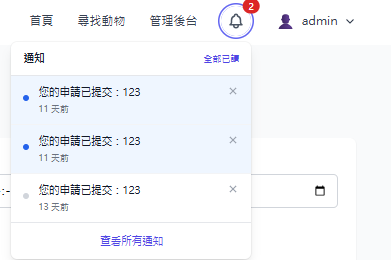 首頁 尋找動物 管理後台 2 admin
通知 全部已讀
您的申請已提交：123
11 天前
您的申請已提交：123
11 天前
您的申請已提交：123
13 天前
查看所有通知